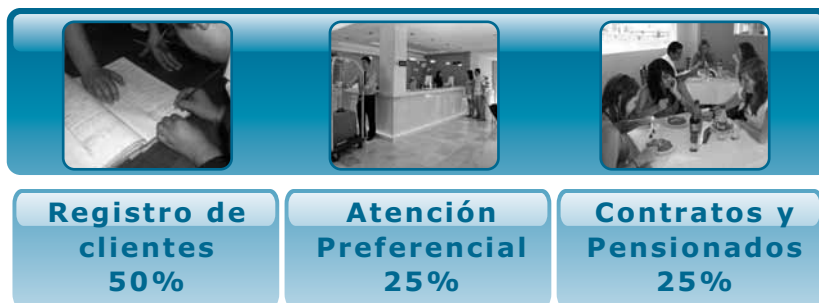 Registro de
clientes
50%
Atención
Preferencial
25%
Contratos y
Pensionados
25%